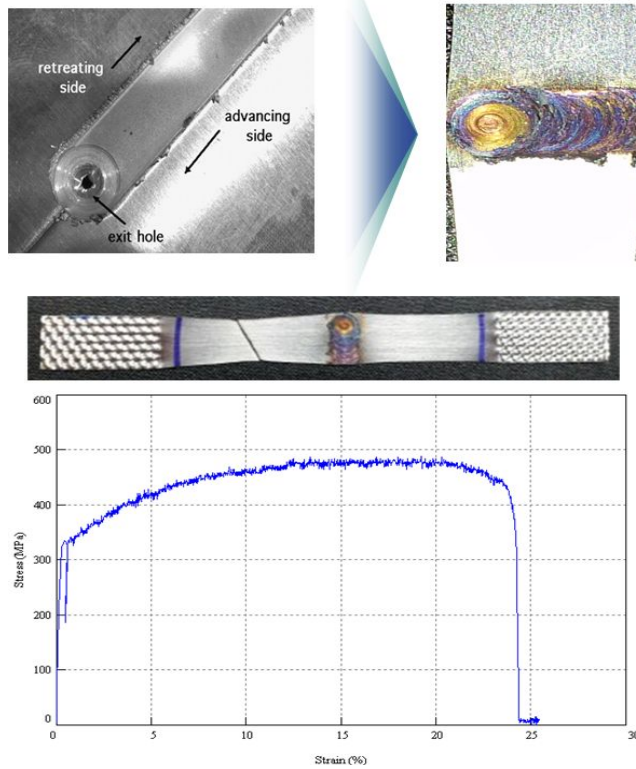 retreating
side
advancing
side
exit hole
600
500
400
300
200
100
0
Stress (MPa)
0
5
10
15
20
25
30
Strain (%)